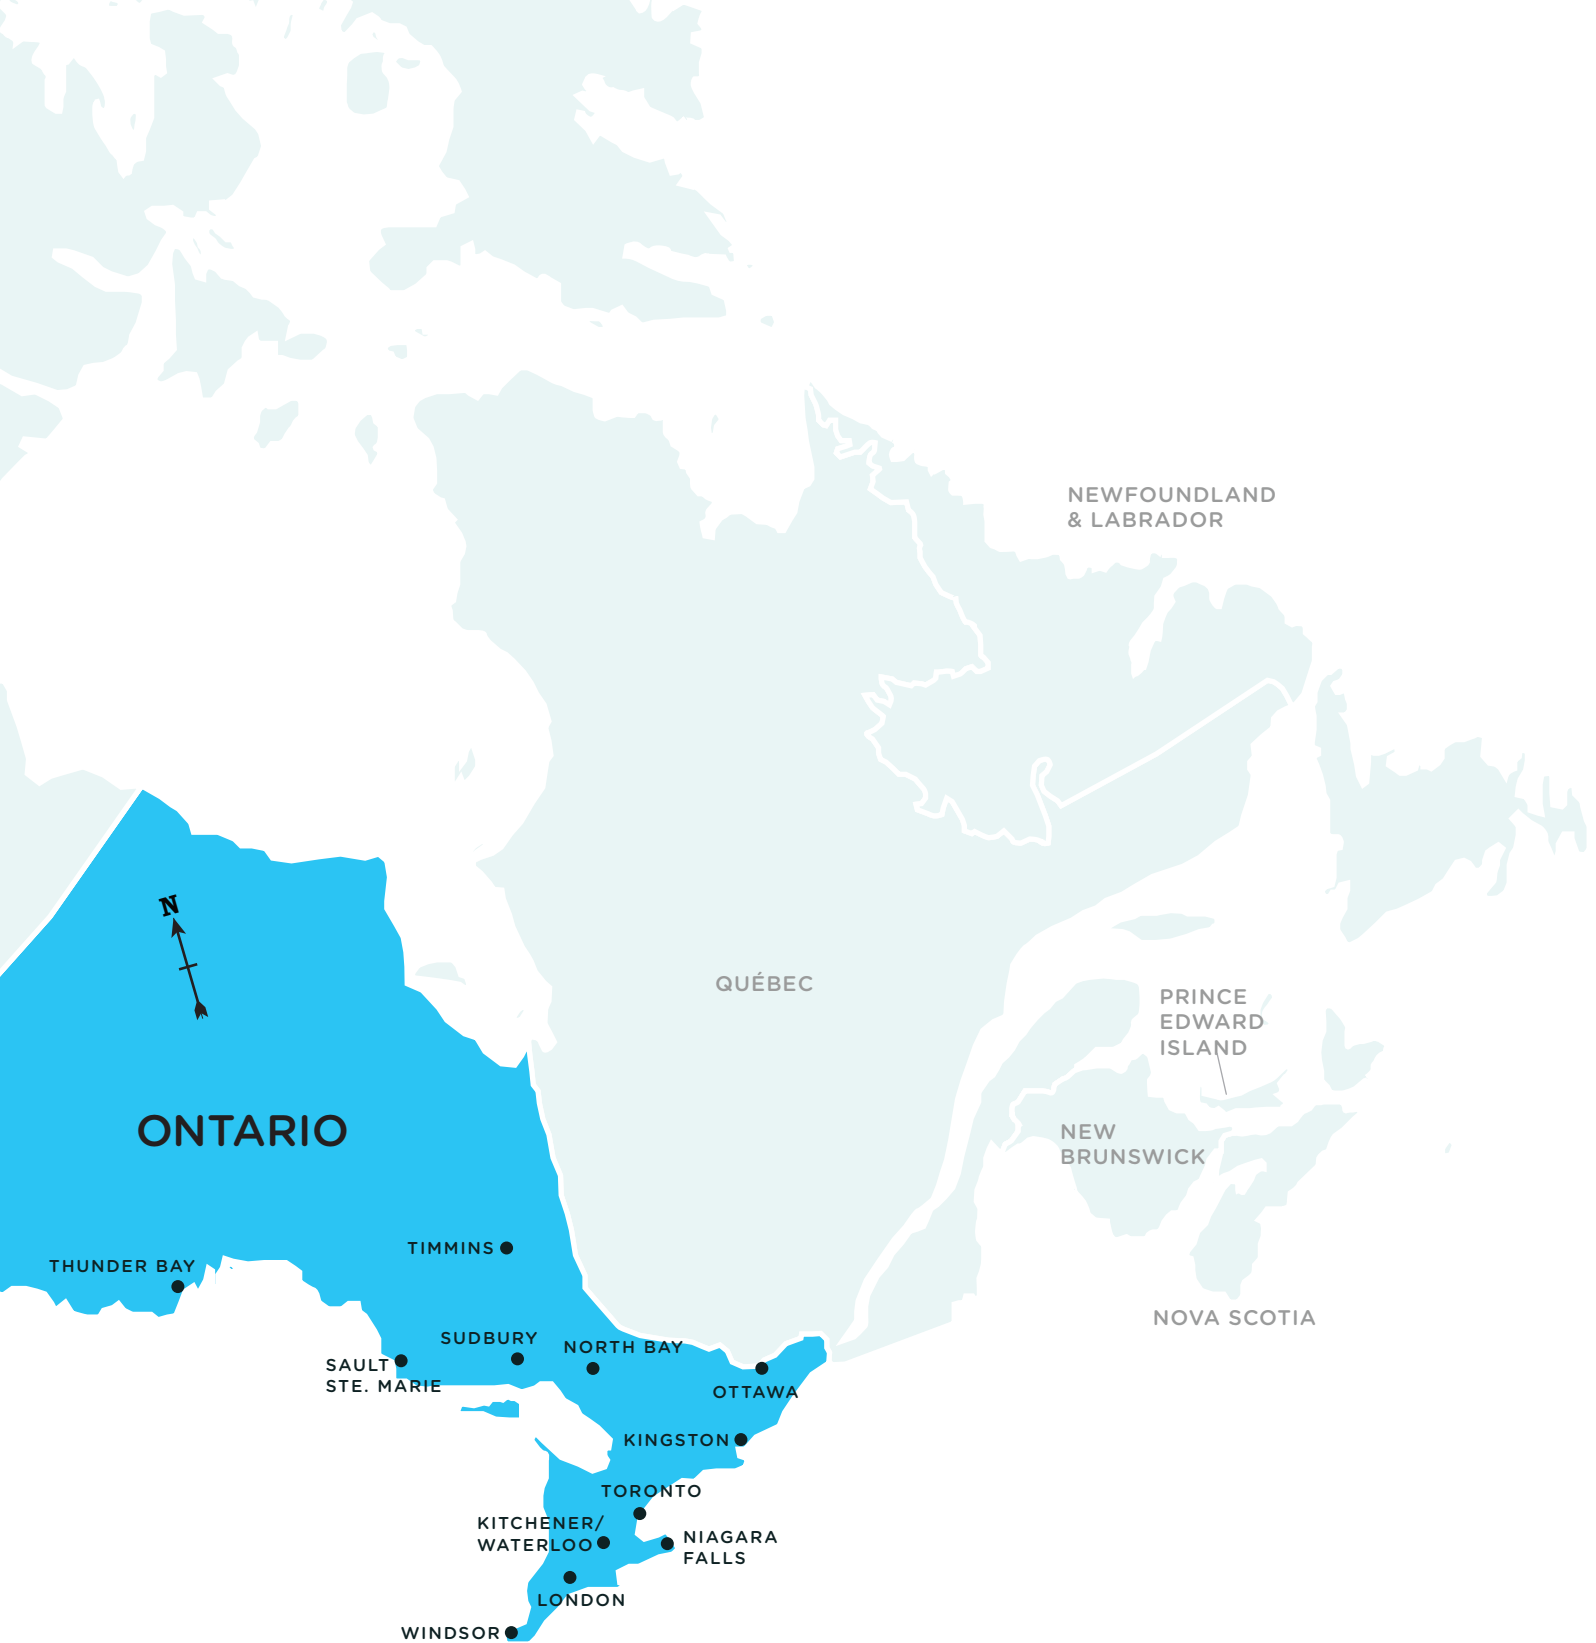 NEWFOUNDLAND
& LABRADOR
N
QUÉBEC
PRINCE
EDWARD
ISLAND
ONTARIO
NEW
BRUNSWICK
TIMMINS
THUNDER BAY
NOVA SCOTIA
SUDBURY
NORTH BAY
SAULT
STE. MARIE
OTTAWA
KINGSTON
TORONTO
KITCHENER/
WATERLOO
NIAGARA
FALLS
LONDON
WINDSOR